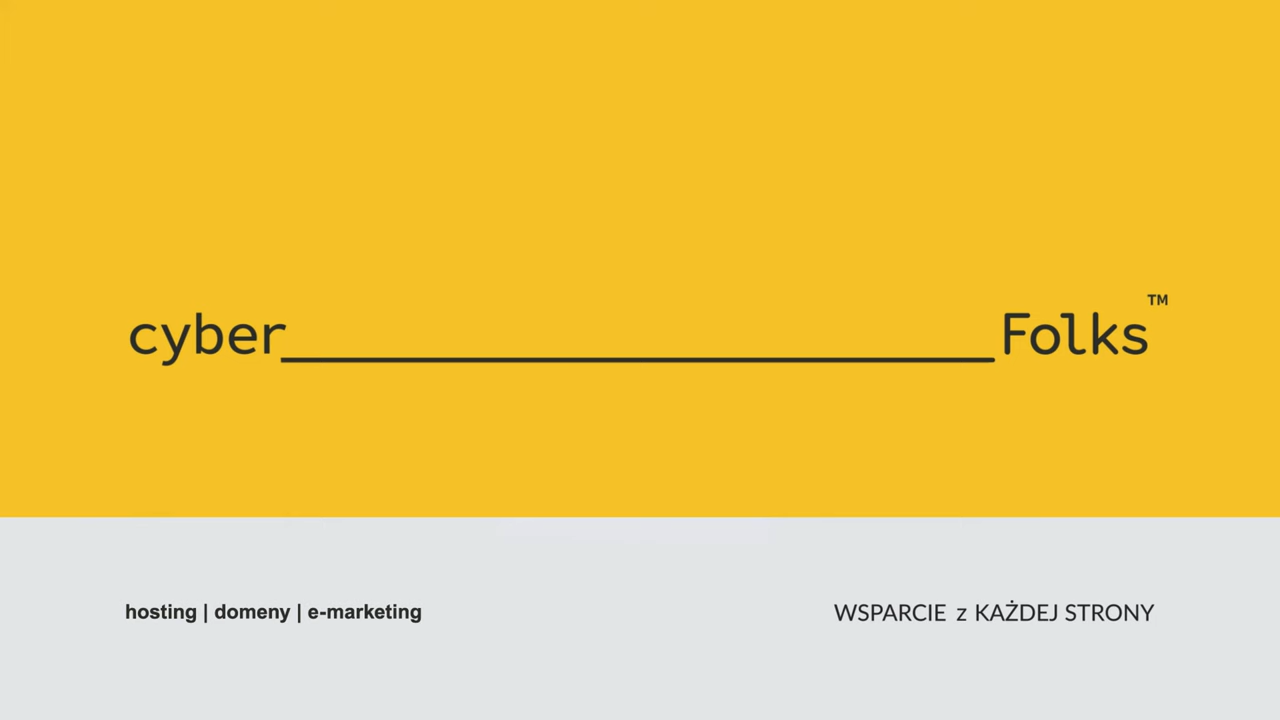 cyber_Folks™
hosting | domeny | e-marketing
WSPARCIE z KAŻDEJ STRONY